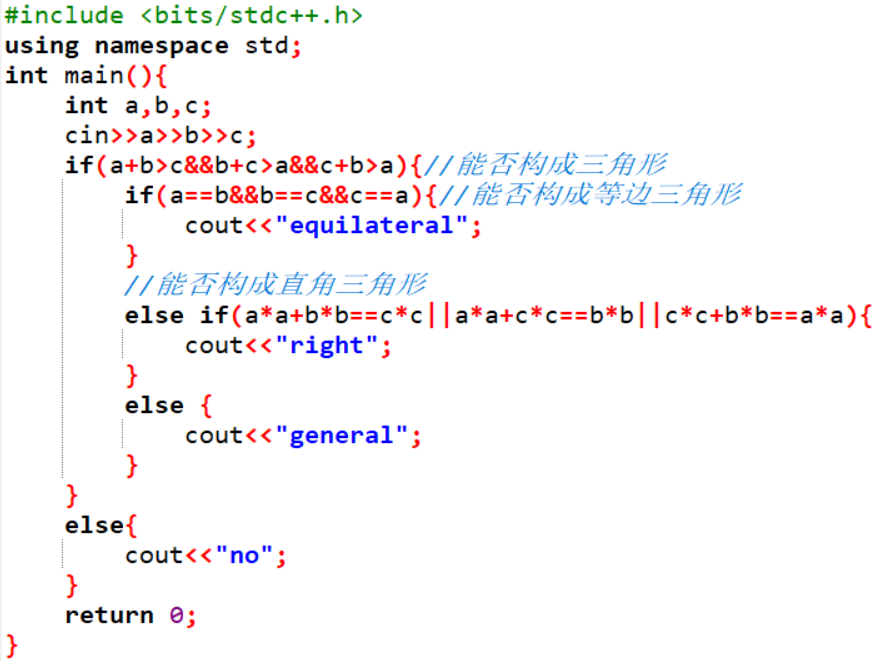 #include <bits/stdc++.h>
using namespace std;
int main(){
    int a,b,c;
    cin>>a>>b>>c;
    if(a+b>c&&b+c>a&&c+b>a){//能否构成三角形
        if(a==b&&b==c&&c==a){//能否构成等边三角形
            cout<<"equilateral";
        }
        //能否构成直角三角形
        else if(a*a+b*b==c*c||a*a+c*c==b*b||c*c+b*b==a*a){
            cout<<"right";
        }
        else {
            cout<<"general";
        }
    }
    else{
        cout<<"no";
    }
    return 0;
}